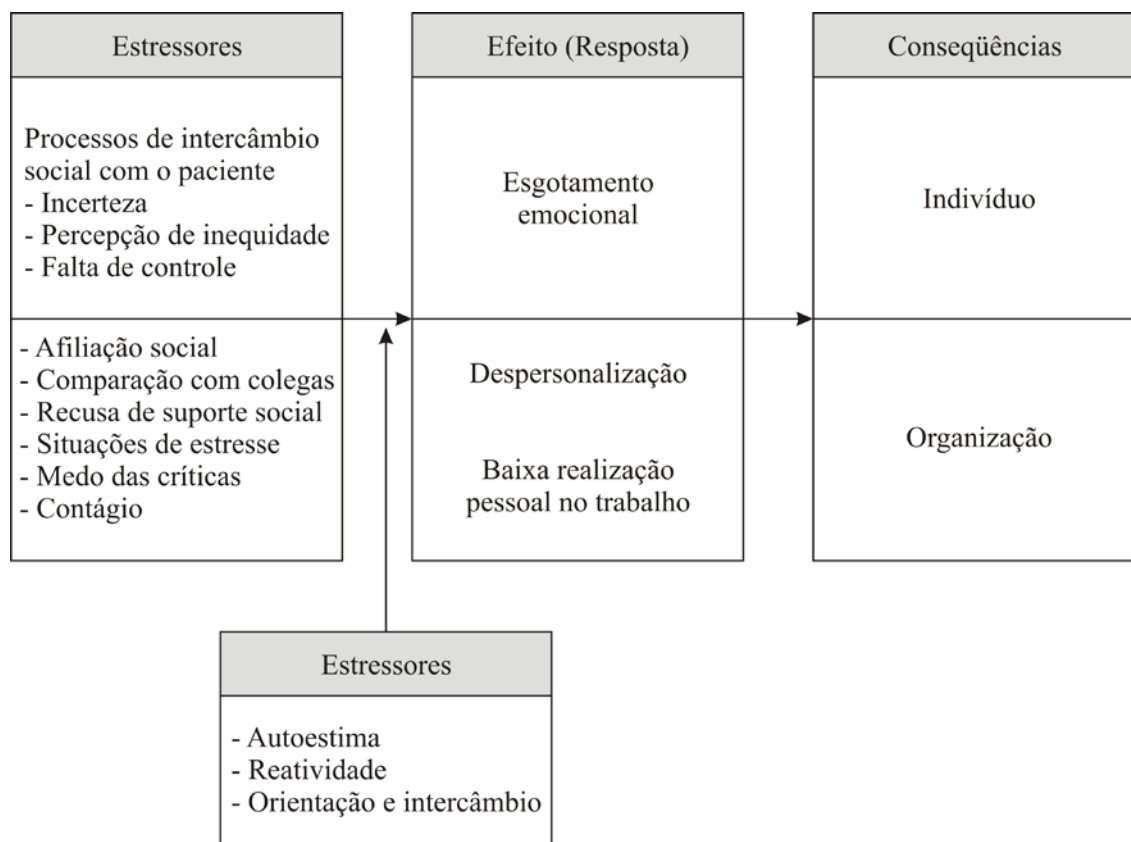 Estressores
Processos de intercâmbio
social com o paciente
- Incerteza
- Percepção de inequidade
- Falta de controle
- Afiliação social
- Comparação com colegas
- Recusa de suporte social
- Situações de estresse
- Medo das críticas
- Contágio
Efeito (Resposta)
Esgotamento
emocional
Despersonalização
Baixa realização
pessoal no trabalho
Conseqüências
Indivíduo
Organização
Estressores
- Autoestima
- Reatividade
- Orientação e intercâmbio